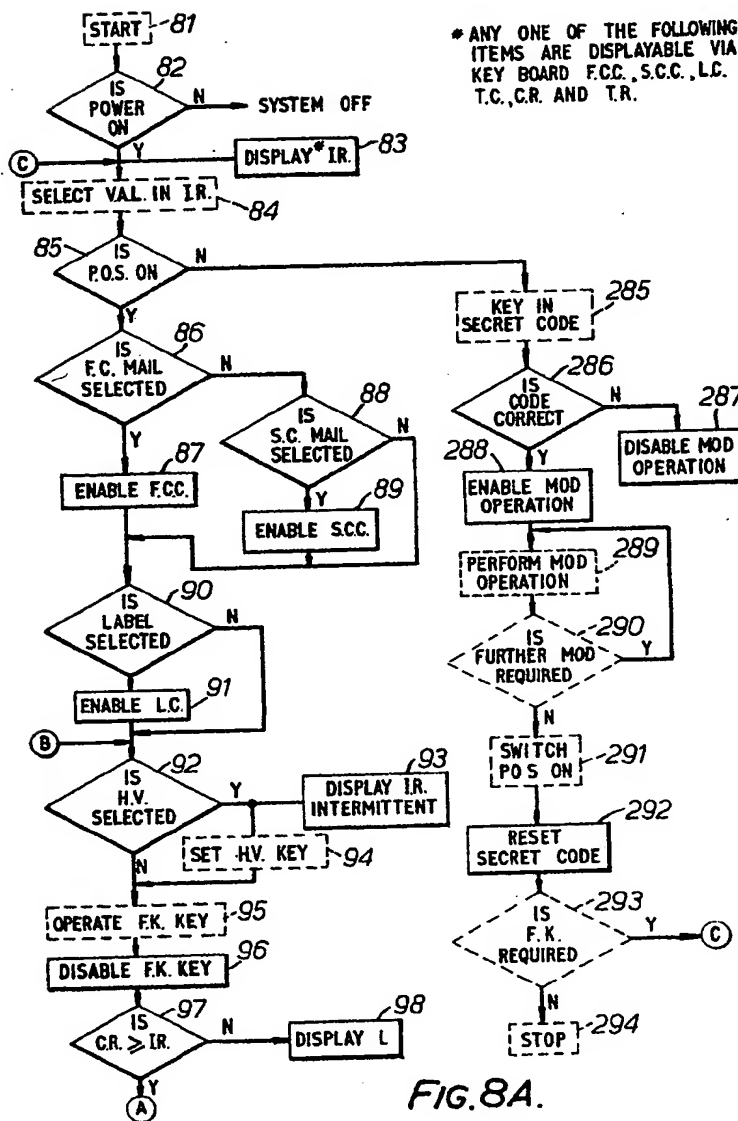 START 81
* ANY ONE OF THE FOLLOWING
ITEMS ARE DISPLAYABLE VIA
KEY BOARD F.C.C., S.C.C., L.C.
T.C., C.R. AND T.R.
82
IS
POWER
ON
N
SYSTEM OFF
Y
C
DISPLAY * I.R.
83
SELECT V.A.L. IN I.R.
84
85
IS
P.O.S. ON
N
Y
KEY IN
SECRET CODE
285
86
IS
F.C. MAIL
SELECTED
N
Y
88
IS
S.C. MAIL
SELECTED
N
Y
286
IS
CODE
CORRECT
N
Y
287
DISABLE MOD
OPERATION
87
ENABLE F.C.C.
89
ENABLE S.C.C.
288
ENABLE MOD
OPERATION
289
PERFORM MOD
OPERATION
90
IS
LABEL
SELECTED
N
290
IS
FURTHER MOD
REQUIRED
Y
N
91
ENABLE L.C.
B
291
SWITCH
P.O.S ON
92
IS
H.V.
SELECTED
Y
N
93
DISPLAY I.R.
INTERMITTENT
292
RESET
SECRET CODE
SET H.V. KEY
94
OPERATE F.K. KEY
95
293
IS
F.K.
REQUIRED
Y
C
N
DISABLE F.K. KEY
96
97
IS
C.R. ⩾ I.R.
N
Y
98
DISPLAY L
STOP
294
A
FIG.8A.